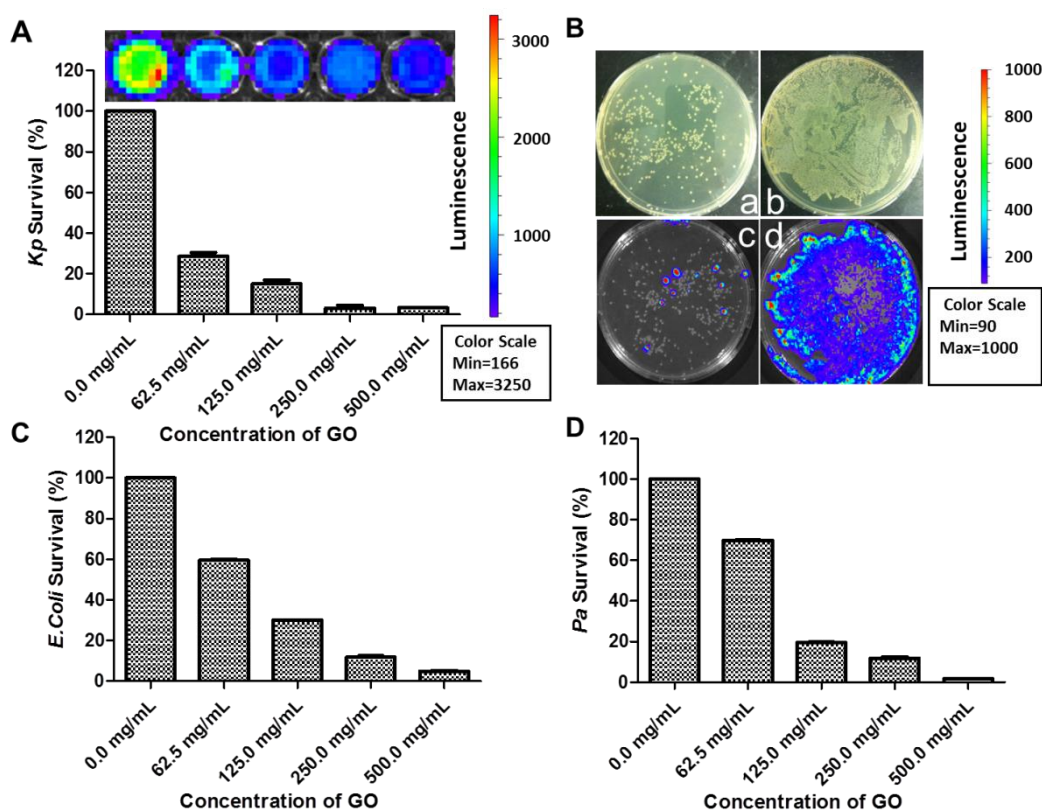 A
120
100
80
60
40
20
0
Kp Survival (%)
0.0 mg/mL
62.5 mg/mL
125.0 mg/mL
250.0 mg/mL
500.0 mg/mL
Concentration of GO
Luminescence
3000
2000
1000
Color Scale
Min=166
Max=3250
B
a
b
c
d
Luminescence
1000
800
600
400
200
Color Scale
Min=90
Max=1000
C
120
100
80
60
40
20
0
E.Coli Survival (%)
0.0 mg/mL
62.5 mg/mL
125.0 mg/mL
250.0 mg/mL
500.0 mg/mL
Concentration of GO
D
120
100
80
60
40
20
0
Pa Survival (%)
0.0 mg/mL
62.5 mg/mL
125.0 mg/mL
250.0 mg/mL
500.0 mg/mL
Concentration of GO